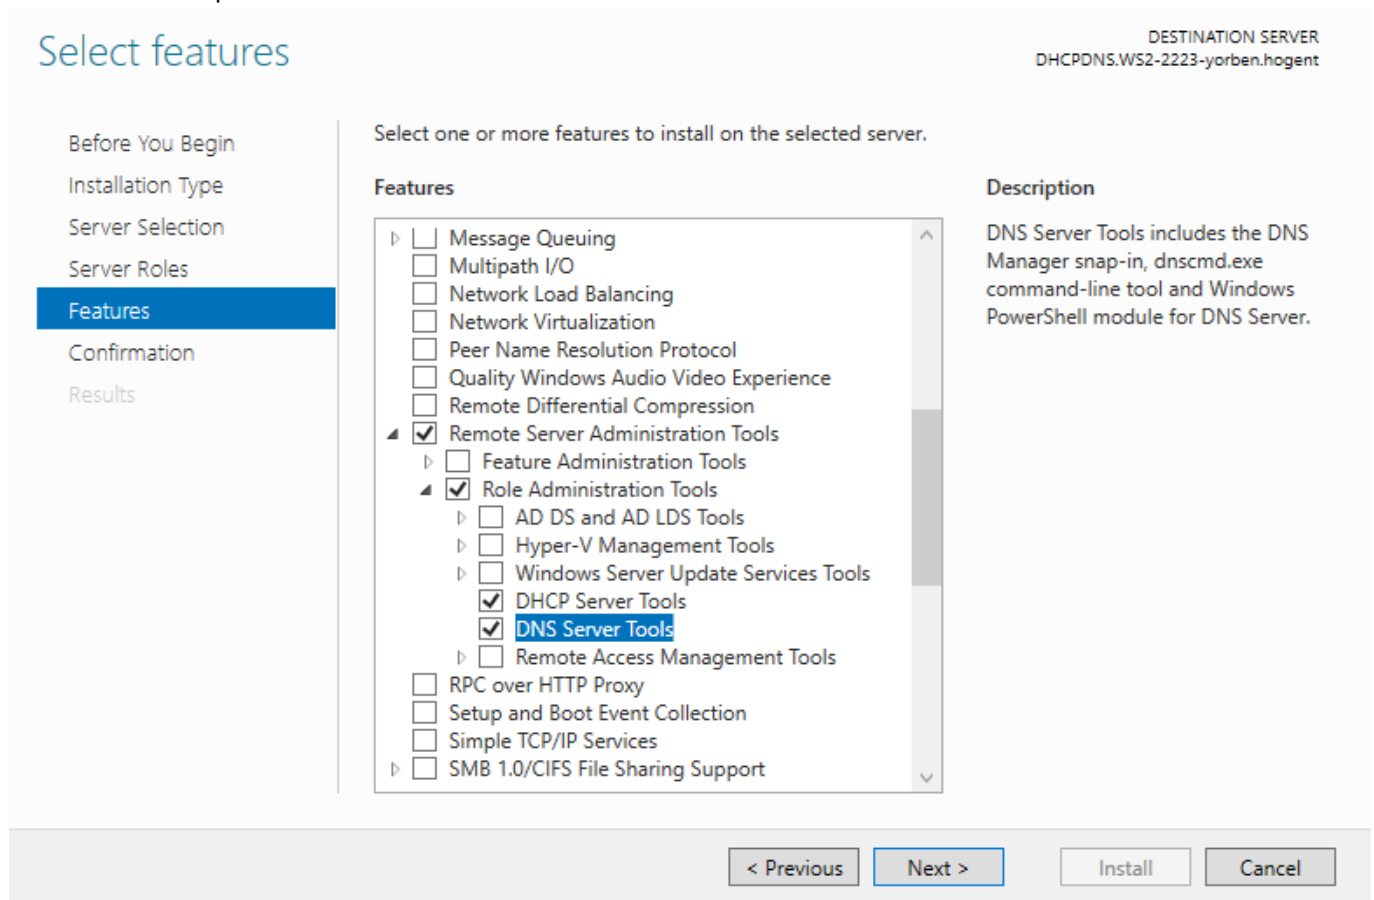 Select features
DESTINATION SERVER
DHCPDNS.WS2-2223-yorben.hogent
Before You Begin
Installation Type
Server Selection
Server Roles
Features
Confirmation
Results
Select one or more features to install on the selected server.
Features
Message Queuing
Multipath I/O
Network Load Balancing
Network Virtualization
Peer Name Resolution Protocol
Quality Windows Audio Video Experience
Remote Differential Compression
Remote Server Administration Tools
Feature Administration Tools
Role Administration Tools
AD DS and AD LDS Tools
Hyper-V Management Tools
Windows Server Update Services Tools
DHCP Server Tools
DNS Server Tools
Remote Access Management Tools
RPC over HTTP Proxy
Setup and Boot Event Collection
Simple TCP/IP Services
SMB 1.0/CIFS File Sharing Support
Description
DNS Server Tools includes the DNS
Manager snap-in, dnscmd.exe
command-line tool and Windows
PowerShell module for DNS Server.
< Previous
Next >
Install
Cancel